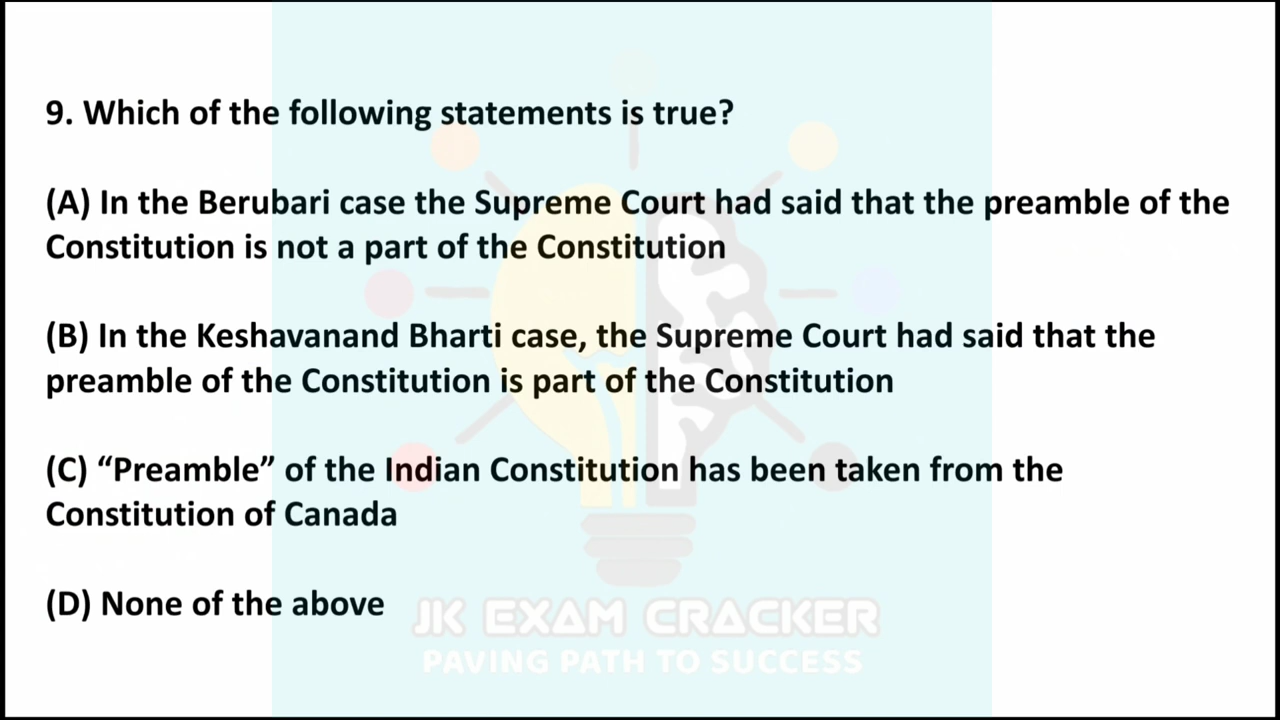 9. Which of the following statements is true?
(A) In the Berubari case the Supreme Court had said that the preamble of the
Constitution is not a part of the Constitution
(B) In the Keshavanand Bharti case, the Supreme Court had said that the
preamble of the Constitution is part of the Constitution
(C) “Preamble” of the Indian Constitution has been taken from the
Constitution of Canada
(D) None of the above
JK EXAM CRACKER
PAVING PATH TO SUCCESS